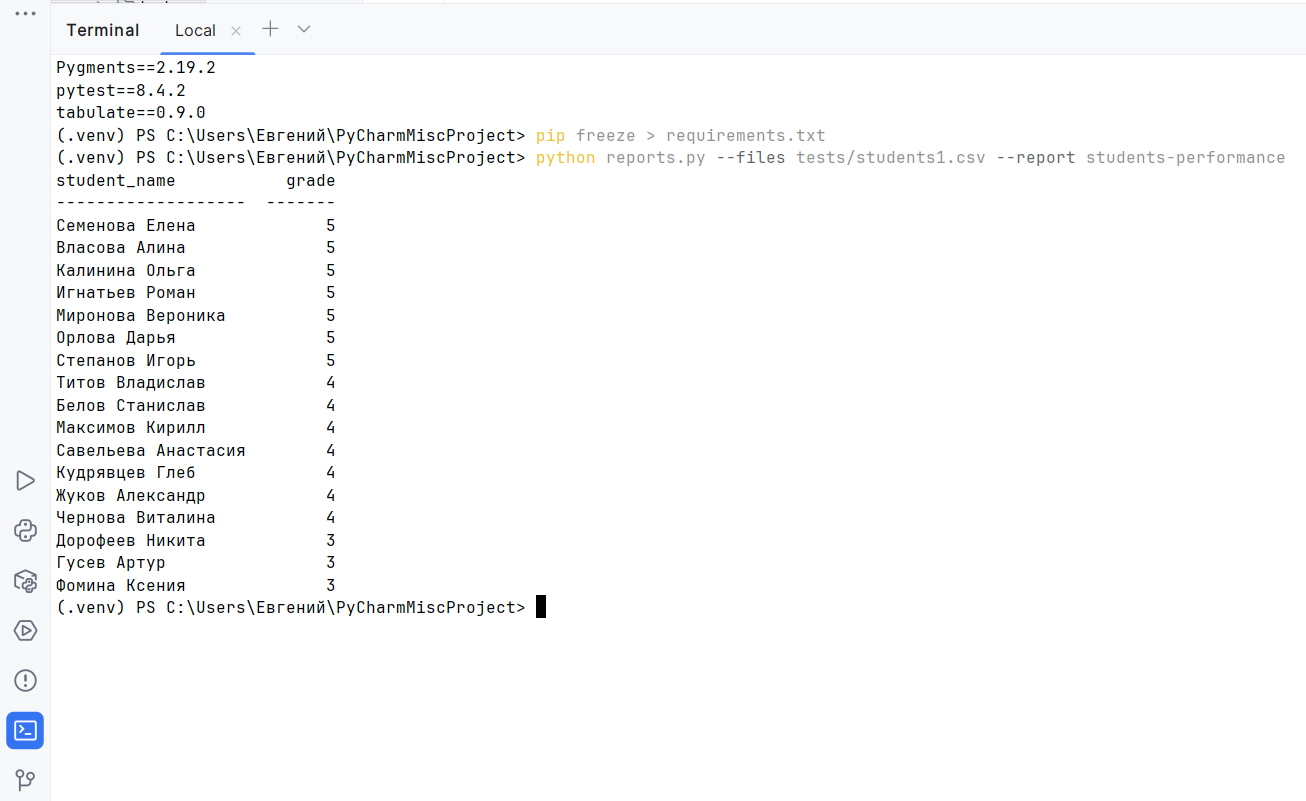 Terminal Local
Pygments==2.19.2
pytest==8.4.2
tabulate==0.9.0
(.venv) PS C:\Users\Евгений\PyCharmMiscProject> pip freeze > requirements.txt
(.venv) PS C:\Users\Евгений\PyCharmMiscProject> python reports.py --files tests/students1.csv --report students-performance
student_name           grade
-------------------  -------
Семенова Елена             5
Власова Алина              5
Калинина Ольга             5
Игнатьев Роман             5
Миронова Вероника          5
Орлова Дарья               5
Степанов Игорь             5
Титов Владислав            4
Белов Станислав            4
Максимов Кирилл            4
Савельева Анастасия        4
Кудрявцев Глеб             4
Жуков Александр            4
Чернова Виталина           4
Дорофеев Никита            3
Гусев Артур                3
Фомина Ксения              3
(.venv) PS C:\Users\Евгений\PyCharmMiscProject>